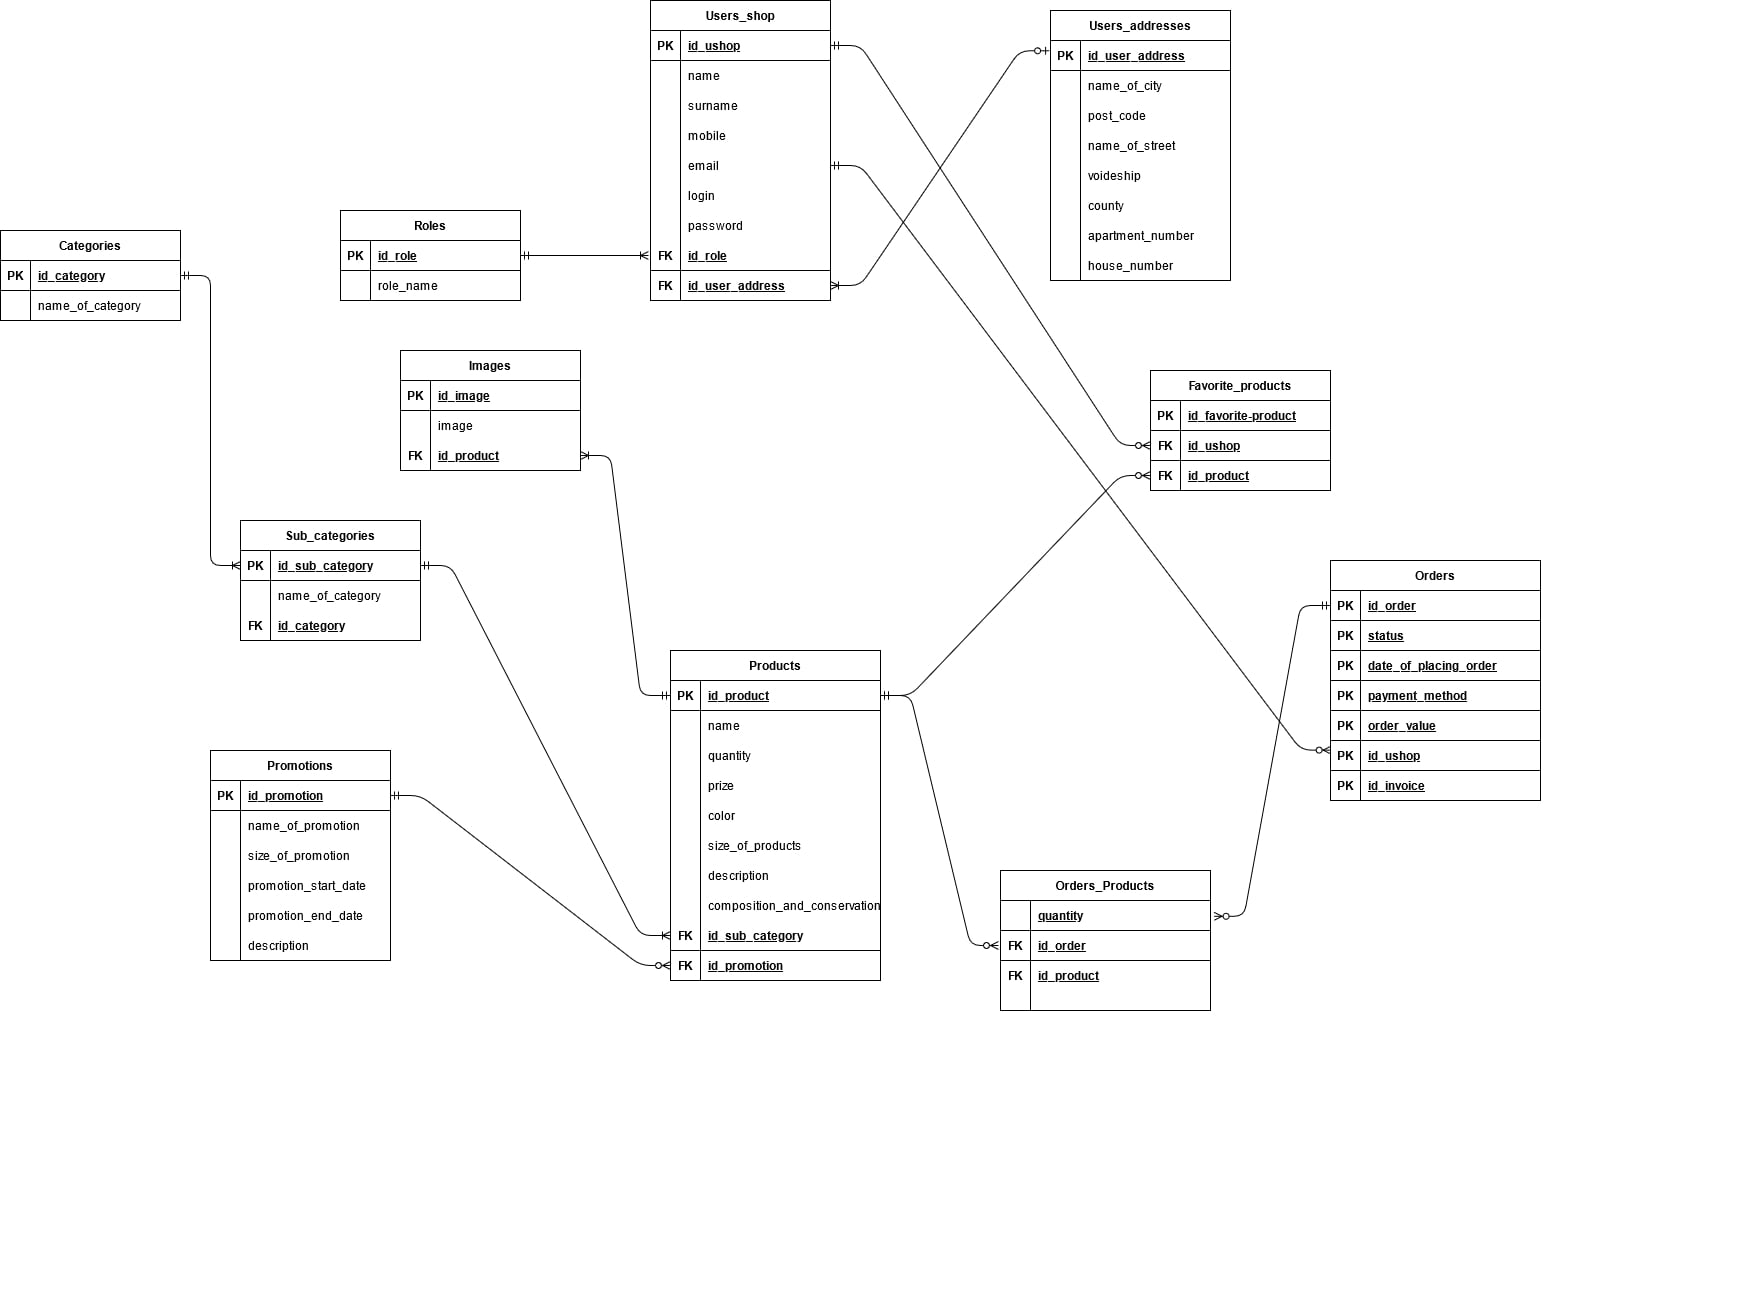 Users_shop
PK id_ushop
name
surname
mobile
email
login
password
FK id_role
FK id_user_address
Users_addresses
PK id_user_address
name_of_city
post_code
name_of_street
voideship
county
apartment_number
house_number
Roles
PK id_role
role_name
Categories
PK id_category
name_of_category
Images
PK id_image
image
FK id_product
Favorite_products
PK id_favorite-product
FK id_ushop
FK id_product
Sub_categories
PK id_sub_category
name_of_category
FK id_category
Orders
PK id_order
PK status
PK date_of_placing_order
PK payment_method
PK order_value
PK id_ushop
PK id_invoice
Products
PK id_product
name
quantity
prize
color
size_of_products
description
composition_and_conservation
FK id_sub_category
FK id_promotion
Promotions
PK id_promotion
name_of_promotion
size_of_promotion
promotion_start_date
promotion_end_date
description
Orders_Products
quantity
FK id_order
FK id_product